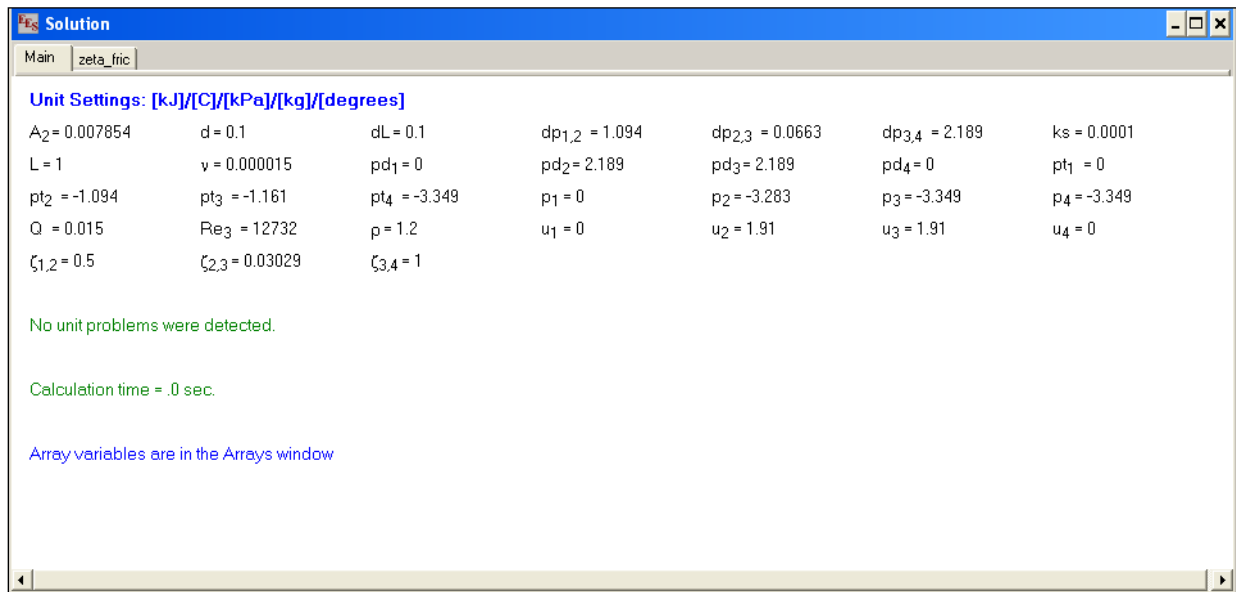 EES Solution
Main zeta_fric
Unit Settings: [kJ]/[C]/[kPa]/[kg]/[degrees]
A2 = 0.007854 d = 0.1 dL = 0.1 dp1,2 = 1.094 dp2,3 = 0.0663 dp3,4 = 2.189 ks = 0.0001
L = 1 ν = 0.000015 pd1 = 0 pd2 = 2.189 pd3 = 2.189 pd4 = 0 pt1 = 0
pt2 = -1.094 pt3 = -1.161 pt4 = -3.349 p1 = 0 p2 = -3.283 p3 = -3.349 p4 = -3.349
Q = 0.015 Re3 = 12732 ρ = 1.2 u1 = 0 u2 = 1.91 u3 = 1.91 u4 = 0
ζ1,2 = 0.5 ζ2,3 = 0.03029 ζ3,4 = 1
No unit problems were detected.
Calculation time = .0 sec.
Array variables are in the Arrays window